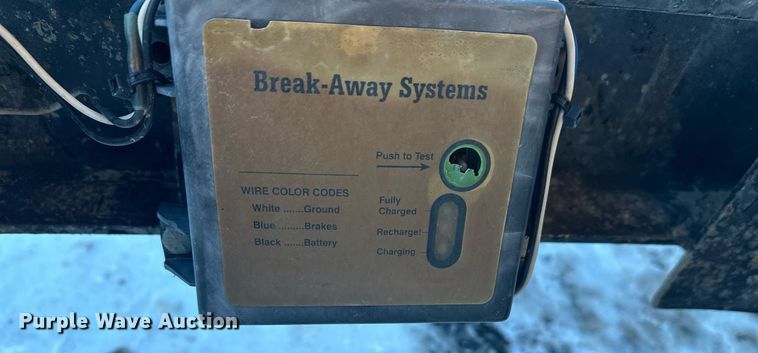 Break-Away Systems
Push to Test
WIRE COLOR CODES
White .......Ground
Blue .........Brakes
Black .......Battery
Fully
Charged
Recharge!
Charging
Purple Wave Auction